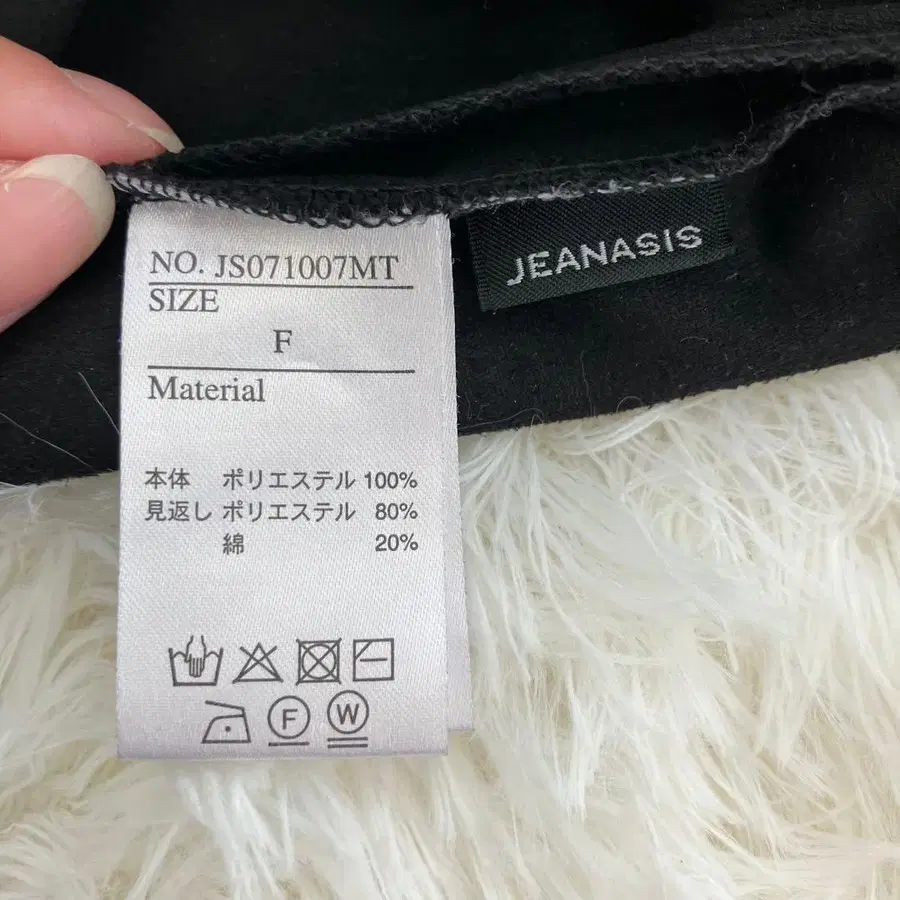 NO. JS071007MT
SIZE
F
Material
本体 ポリエステル 100%
見返し ポリエステル 80%
綿 20%
F W
JEANASIS